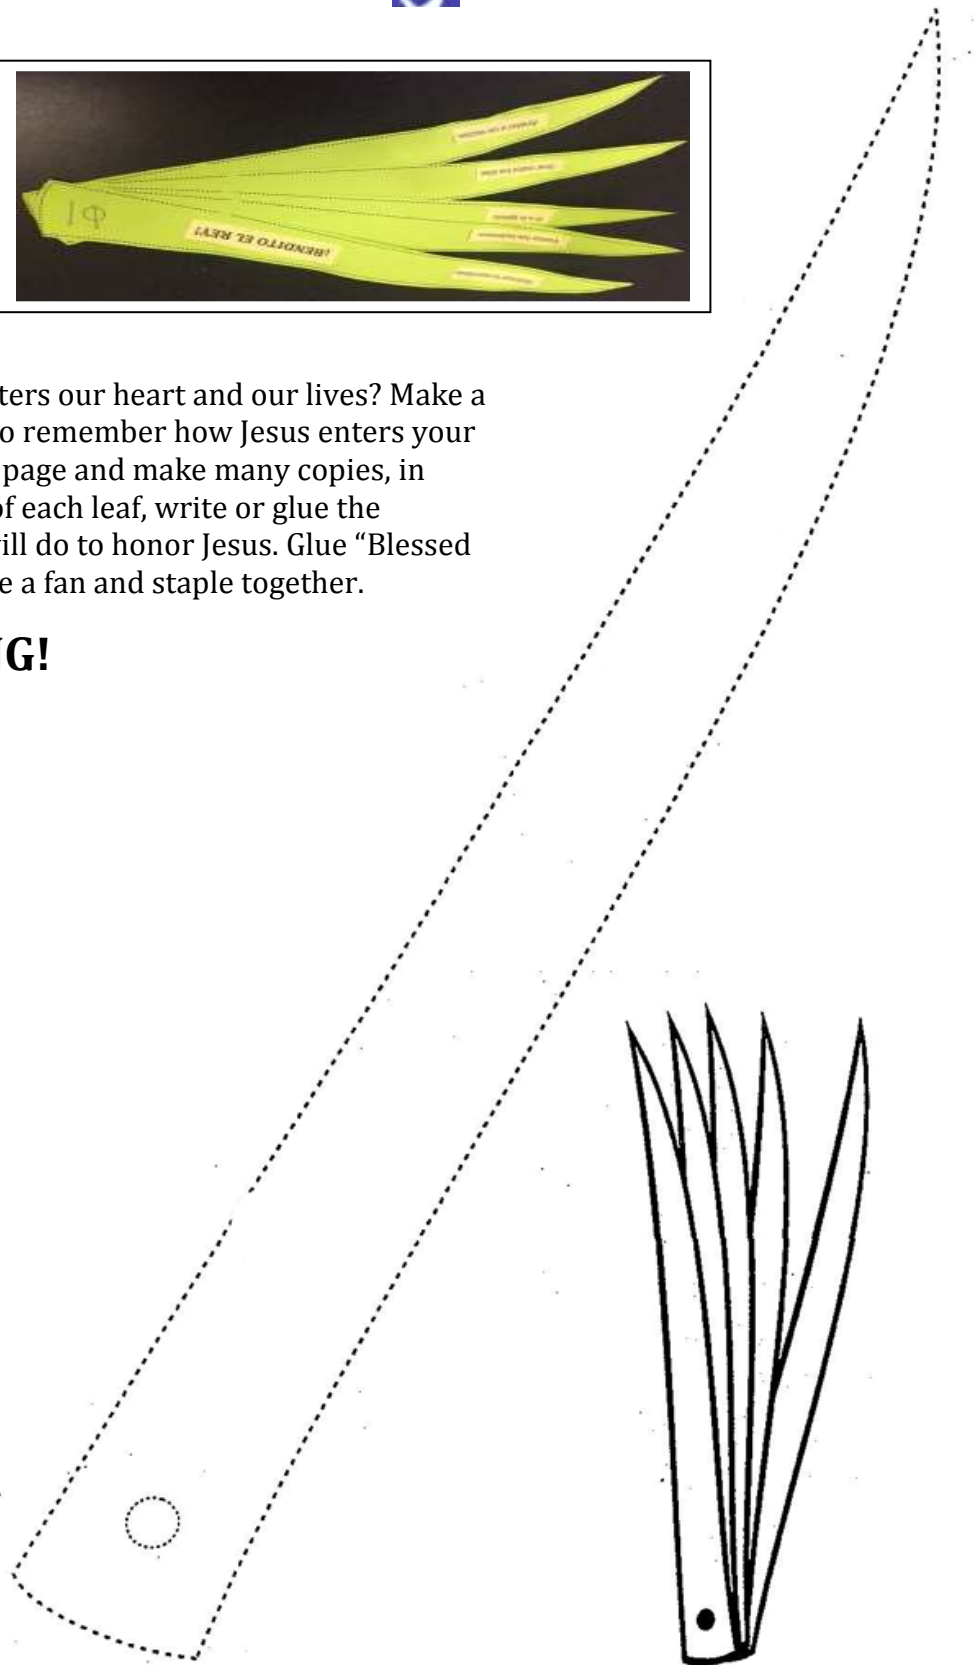 ¡BENDITO EL REY!
ters our heart and our lives? Make a
o remember how Jesus enters your
page and make many copies, in
of each leaf, write or glue the
ill do to honor Jesus. Glue “Blessed
e a fan and staple together.
G!